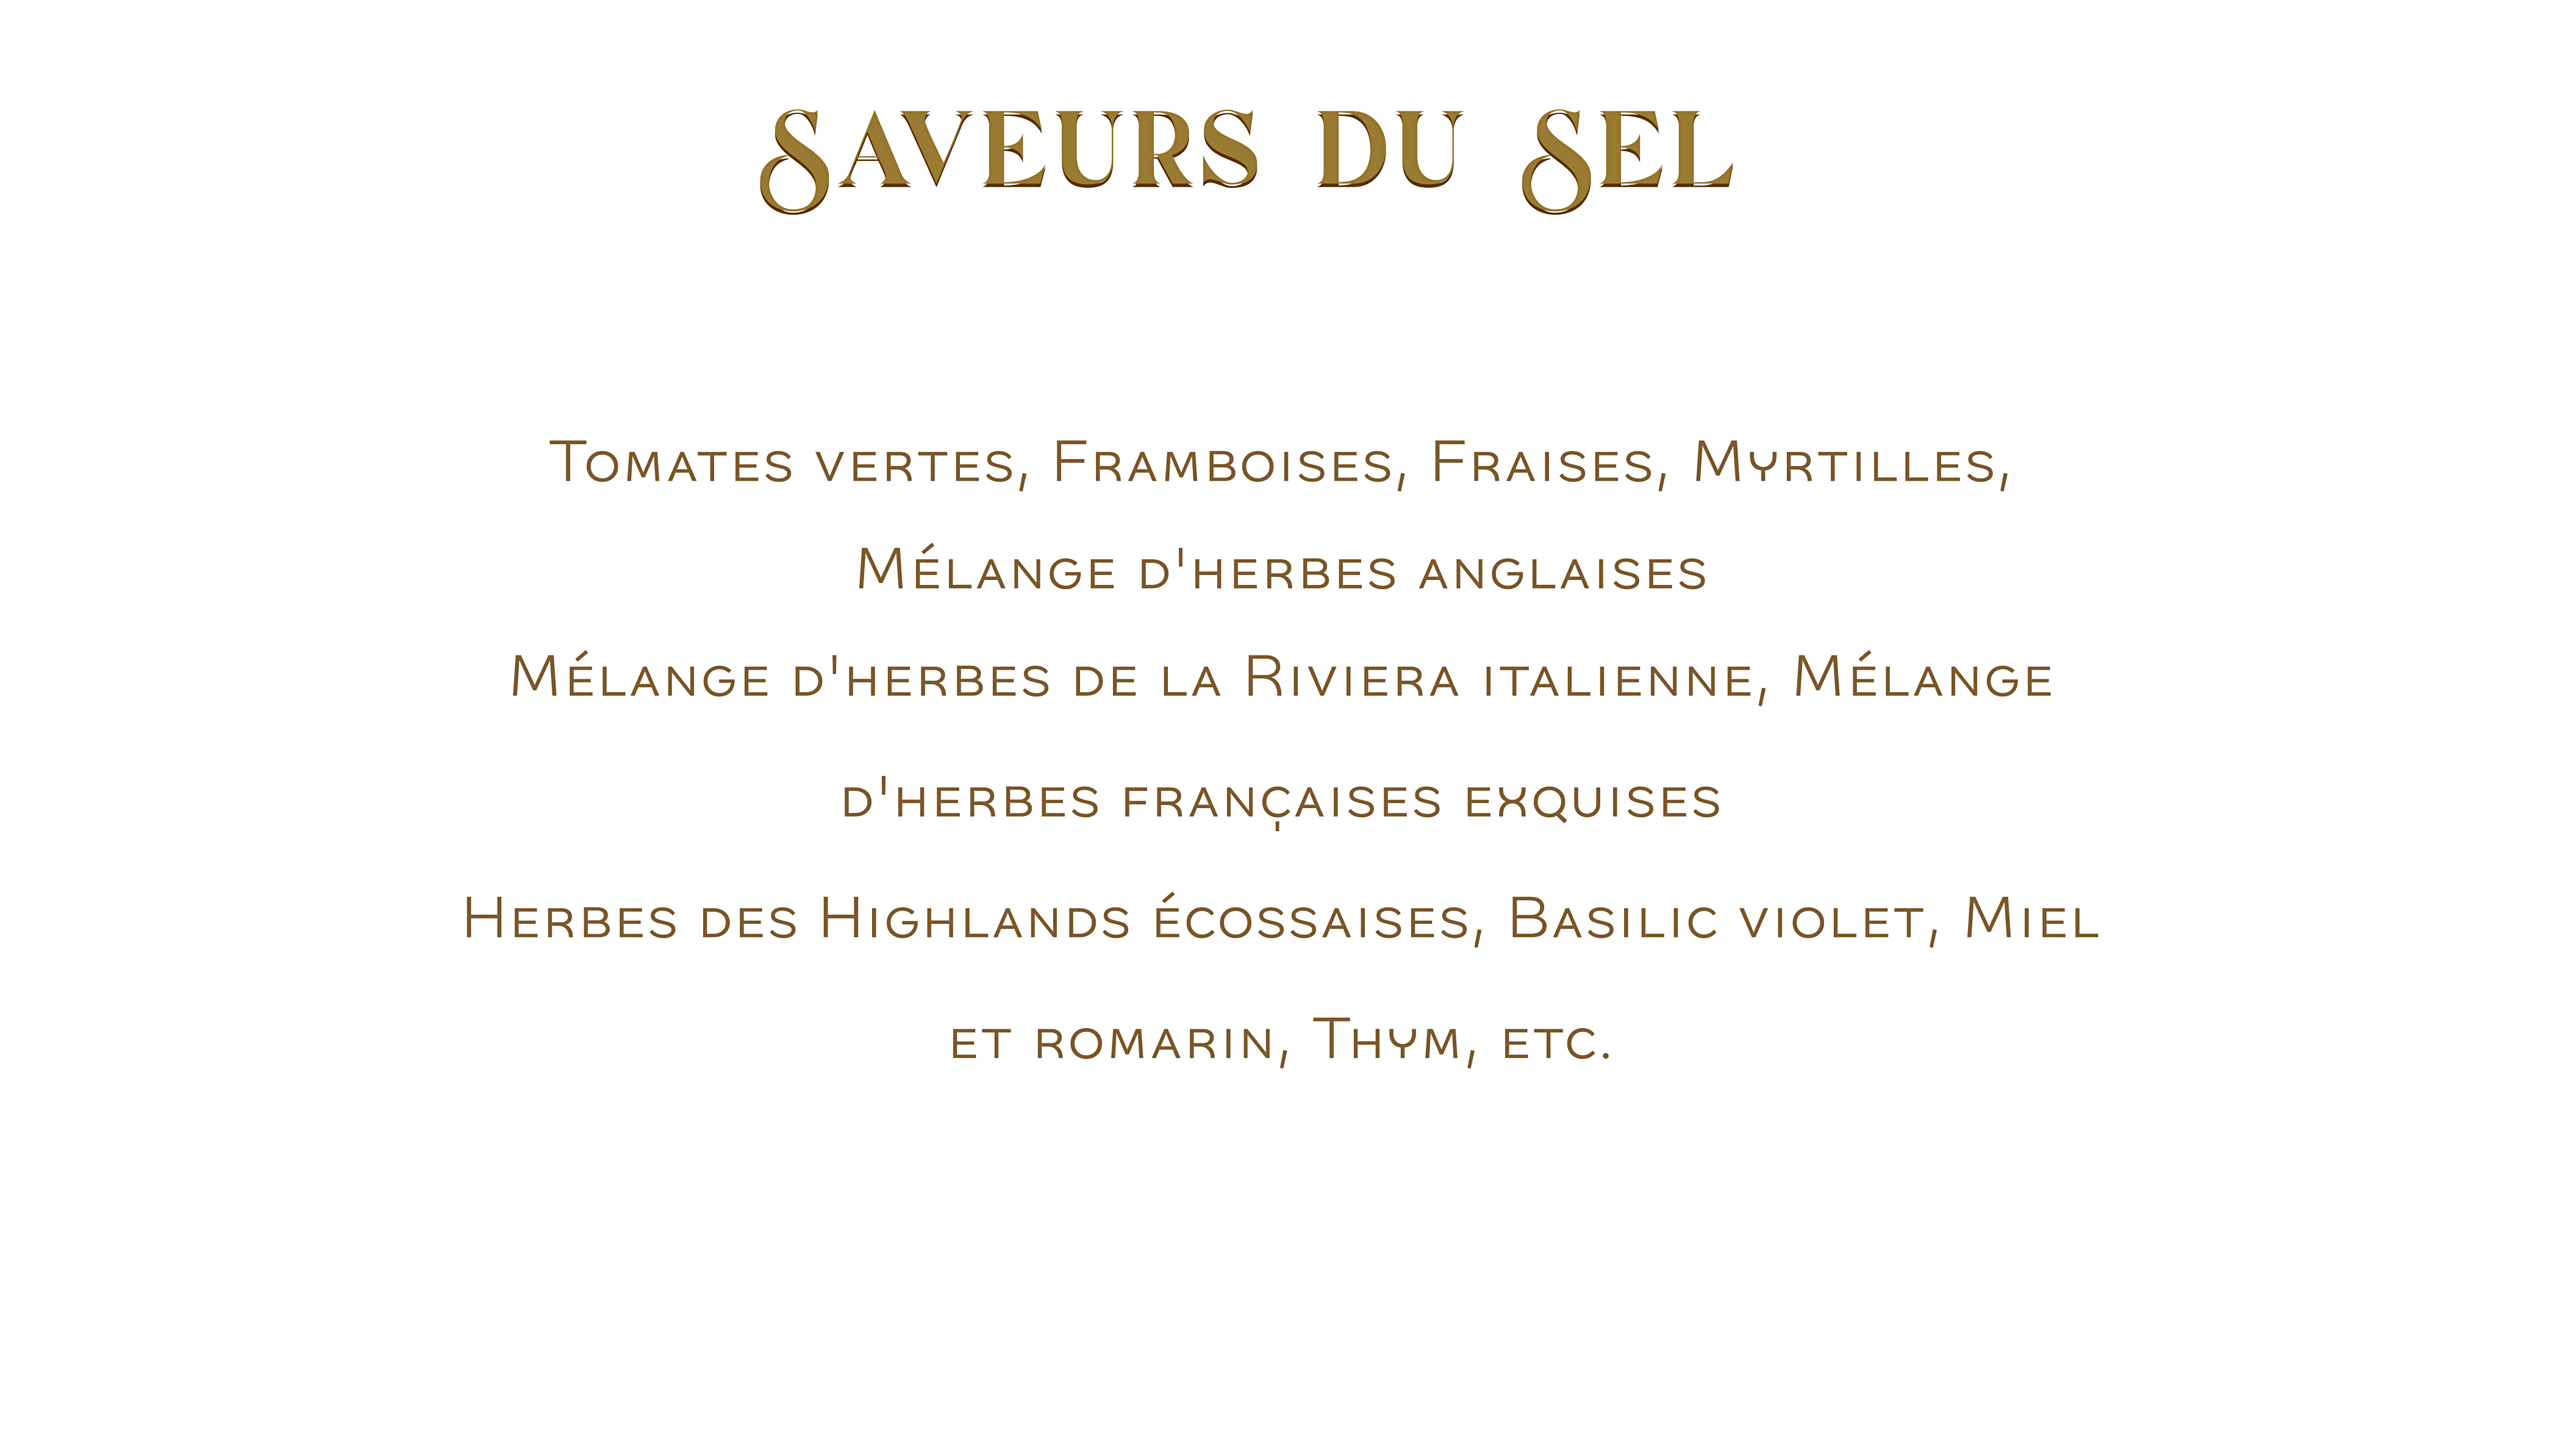 Saveurs du Sel
Tomates vertes, Framboises, Fraises, Myrtilles,
Mélange d'herbes anglaises
Mélange d'herbes de la Riviera italienne, Mélange
d'herbes françaises exquises
Herbes des Highlands écossaises, Basilic violet, Miel
et romarin, Thym, etc.